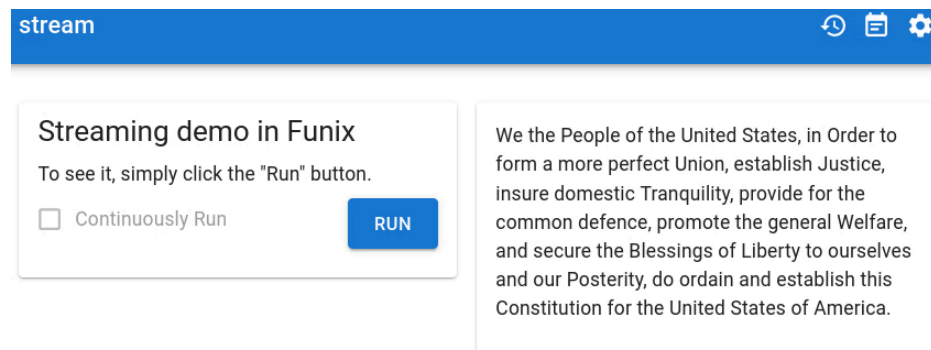 stream
Streaming demo in Funix
To see it, simply click the "Run" button.
Continuously Run
RUN
We the People of the United States, in Order to
form a more perfect Union, establish Justice,
insure domestic Tranquility, provide for the
common defence, promote the general Welfare,
and secure the Blessings of Liberty to ourselves
and our Posterity, do ordain and establish this
Constitution for the United States of America.